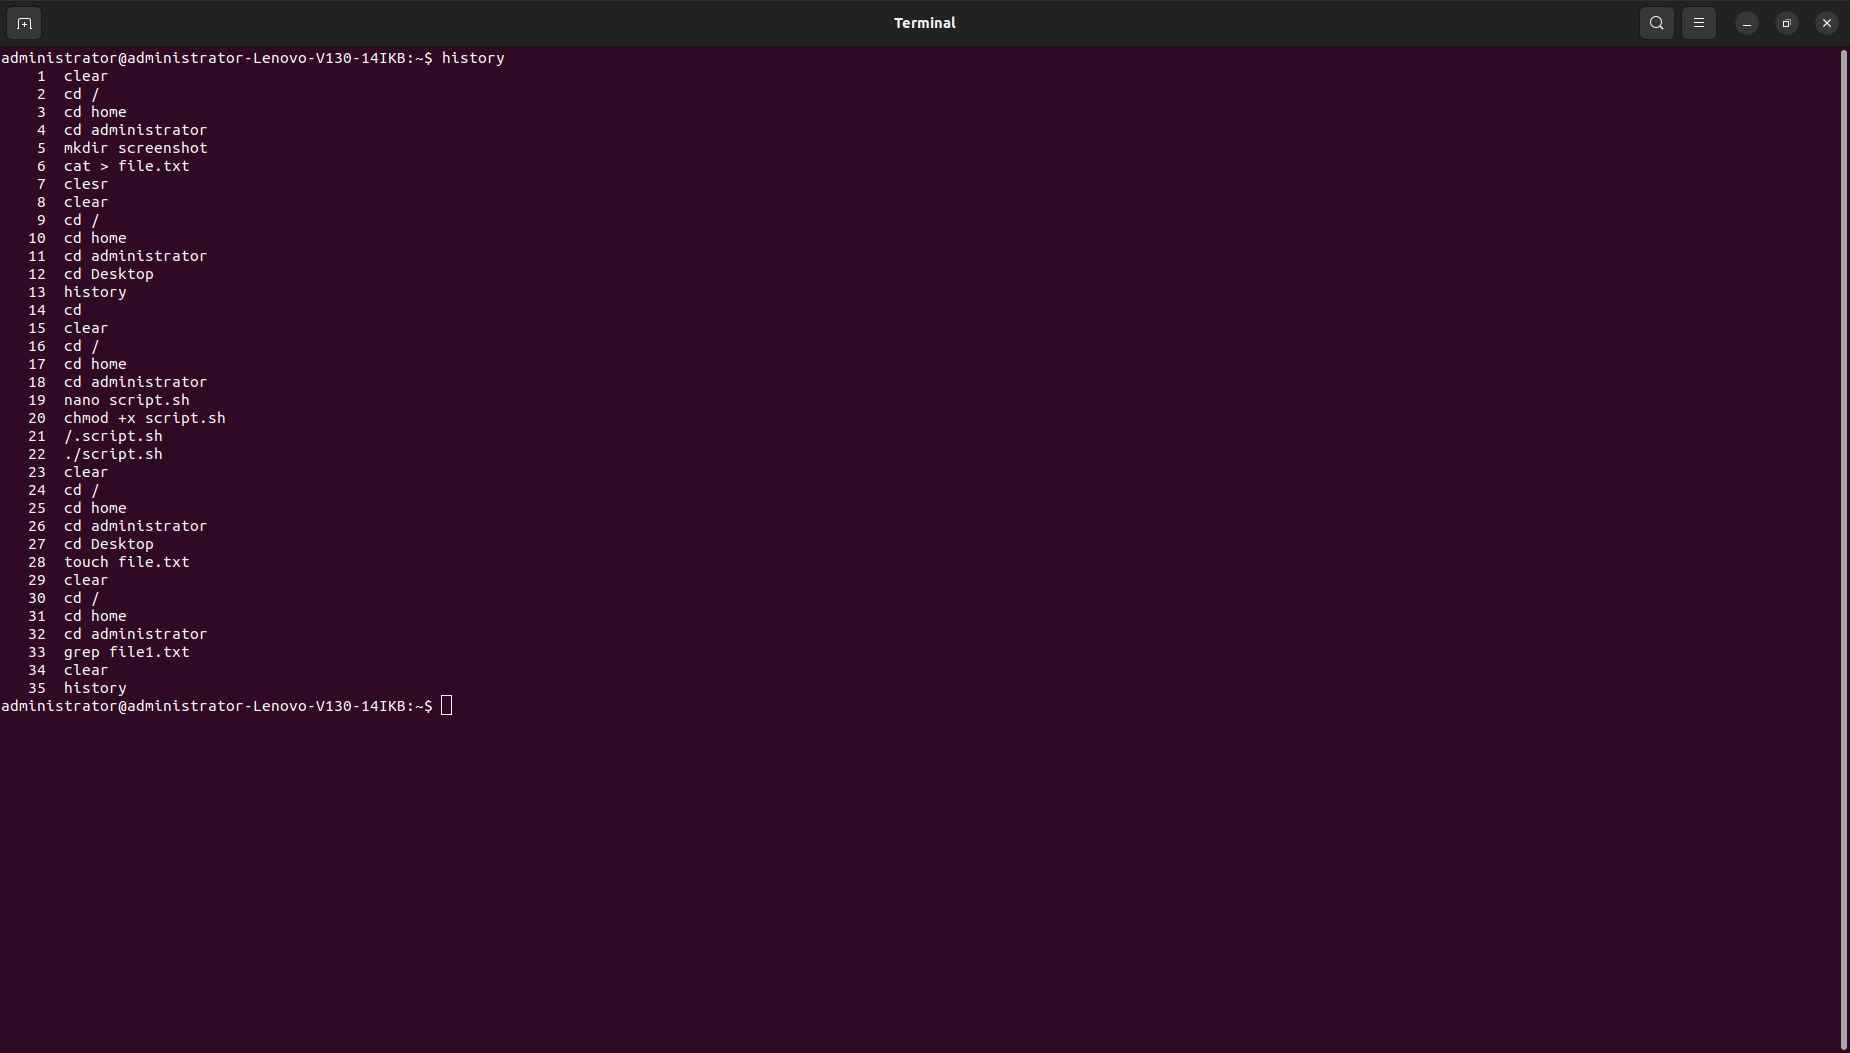 Terminal
administrator@administrator-Lenovo-V130-14IKB:~$ history
    1  clear
    2  cd /
    3  cd home
    4  cd administrator
    5  mkdir screenshot
    6  cat > file.txt
    7  clesr
    8  clear
    9  cd /
   10  cd home
   11  cd administrator
   12  cd Desktop
   13  history
   14  cd
   15  clear
   16  cd /
   17  cd home
   18  cd administrator
   19  nano script.sh
   20  chmod +x script.sh
   21  /.script.sh
   22  ./script.sh
   23  clear
   24  cd /
   25  cd home
   26  cd administrator
   27  cd Desktop
   28  touch file.txt
   29  clear
   30  cd /
   31  cd home
   32  cd administrator
   33  grep file1.txt
   34  clear
   35  history
administrator@administrator-Lenovo-V130-14IKB:~$